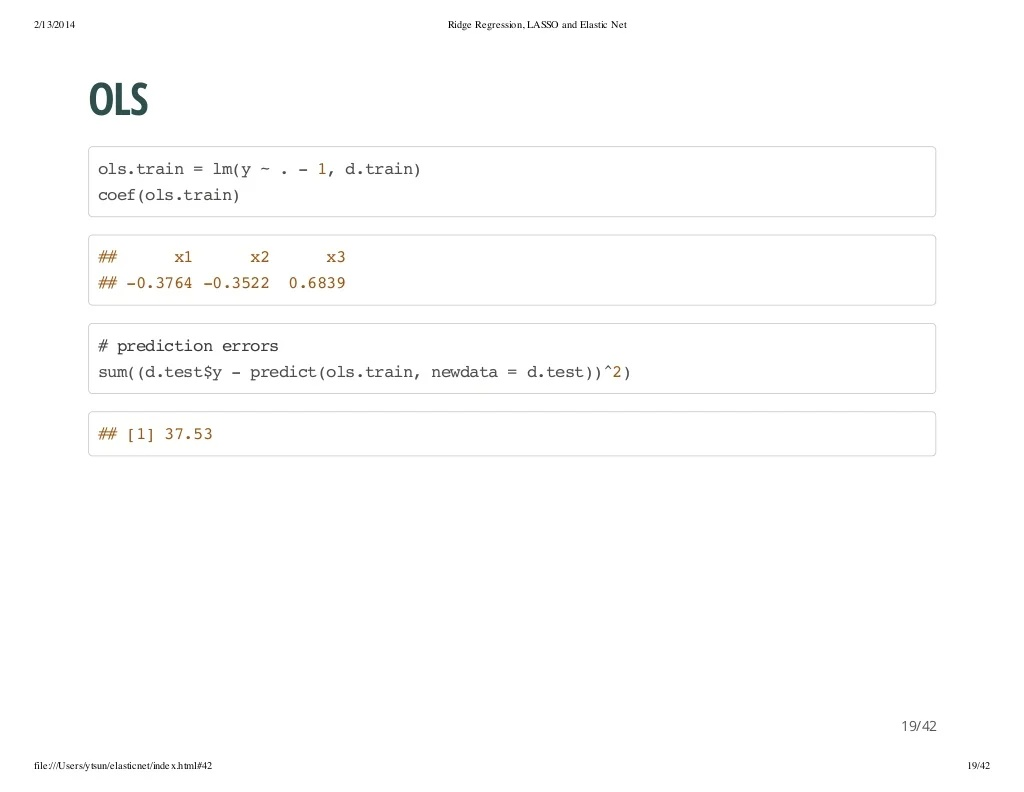 2/13/2014
Ridge Regression, LASSO and Elastic Net
OLS
ols.train = lm(y ~ . - 1, d.train)
coef(ols.train)
##      x1      x2      x3
## -0.3764 -0.3522  0.6839
# prediction errors
sum((d.test$y - predict(ols.train, newdata = d.test))^2)
## [1] 37.53
19/42
file:///Users/ytsun/elasticnet/index.html#42
19/42